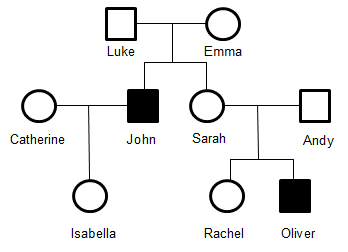 Luke Emma
Catherine John Sarah Andy
Isabella Rachel Oliver